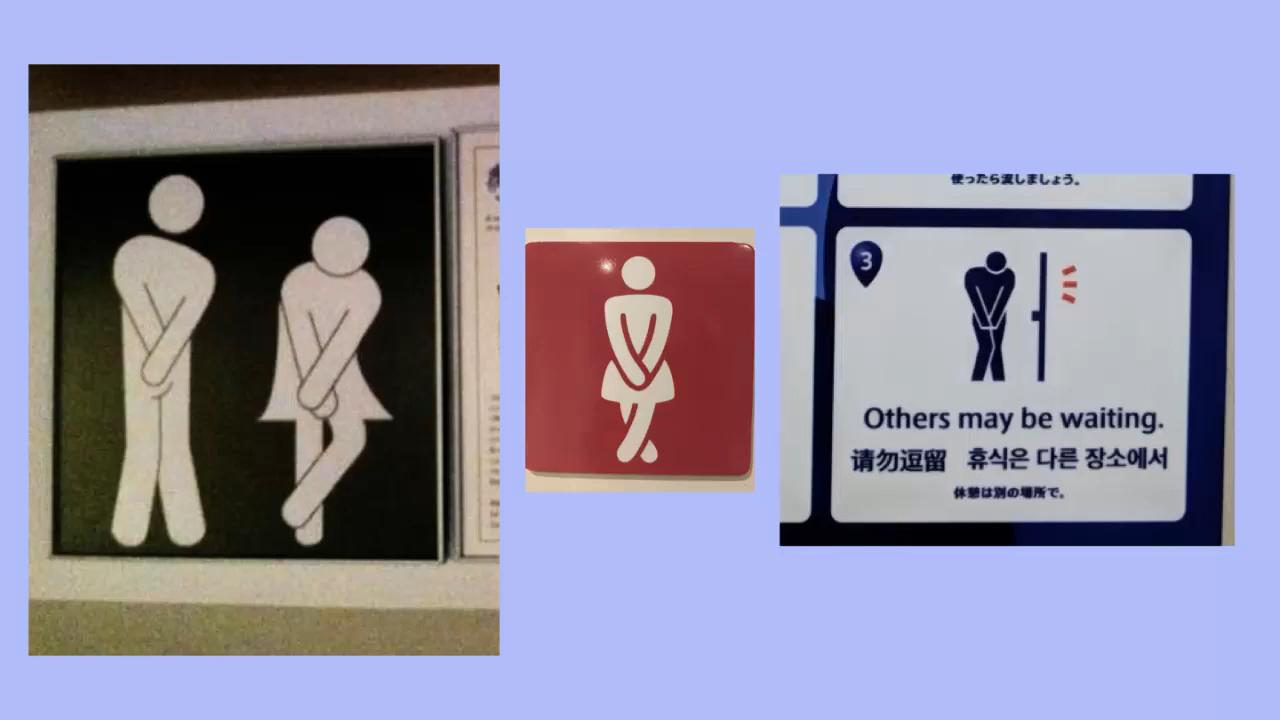 使ったら流しましょう。
3
Others may be waiting.
请勿逗留 휴식은 다른 장소에서
休憩は別の場所で。